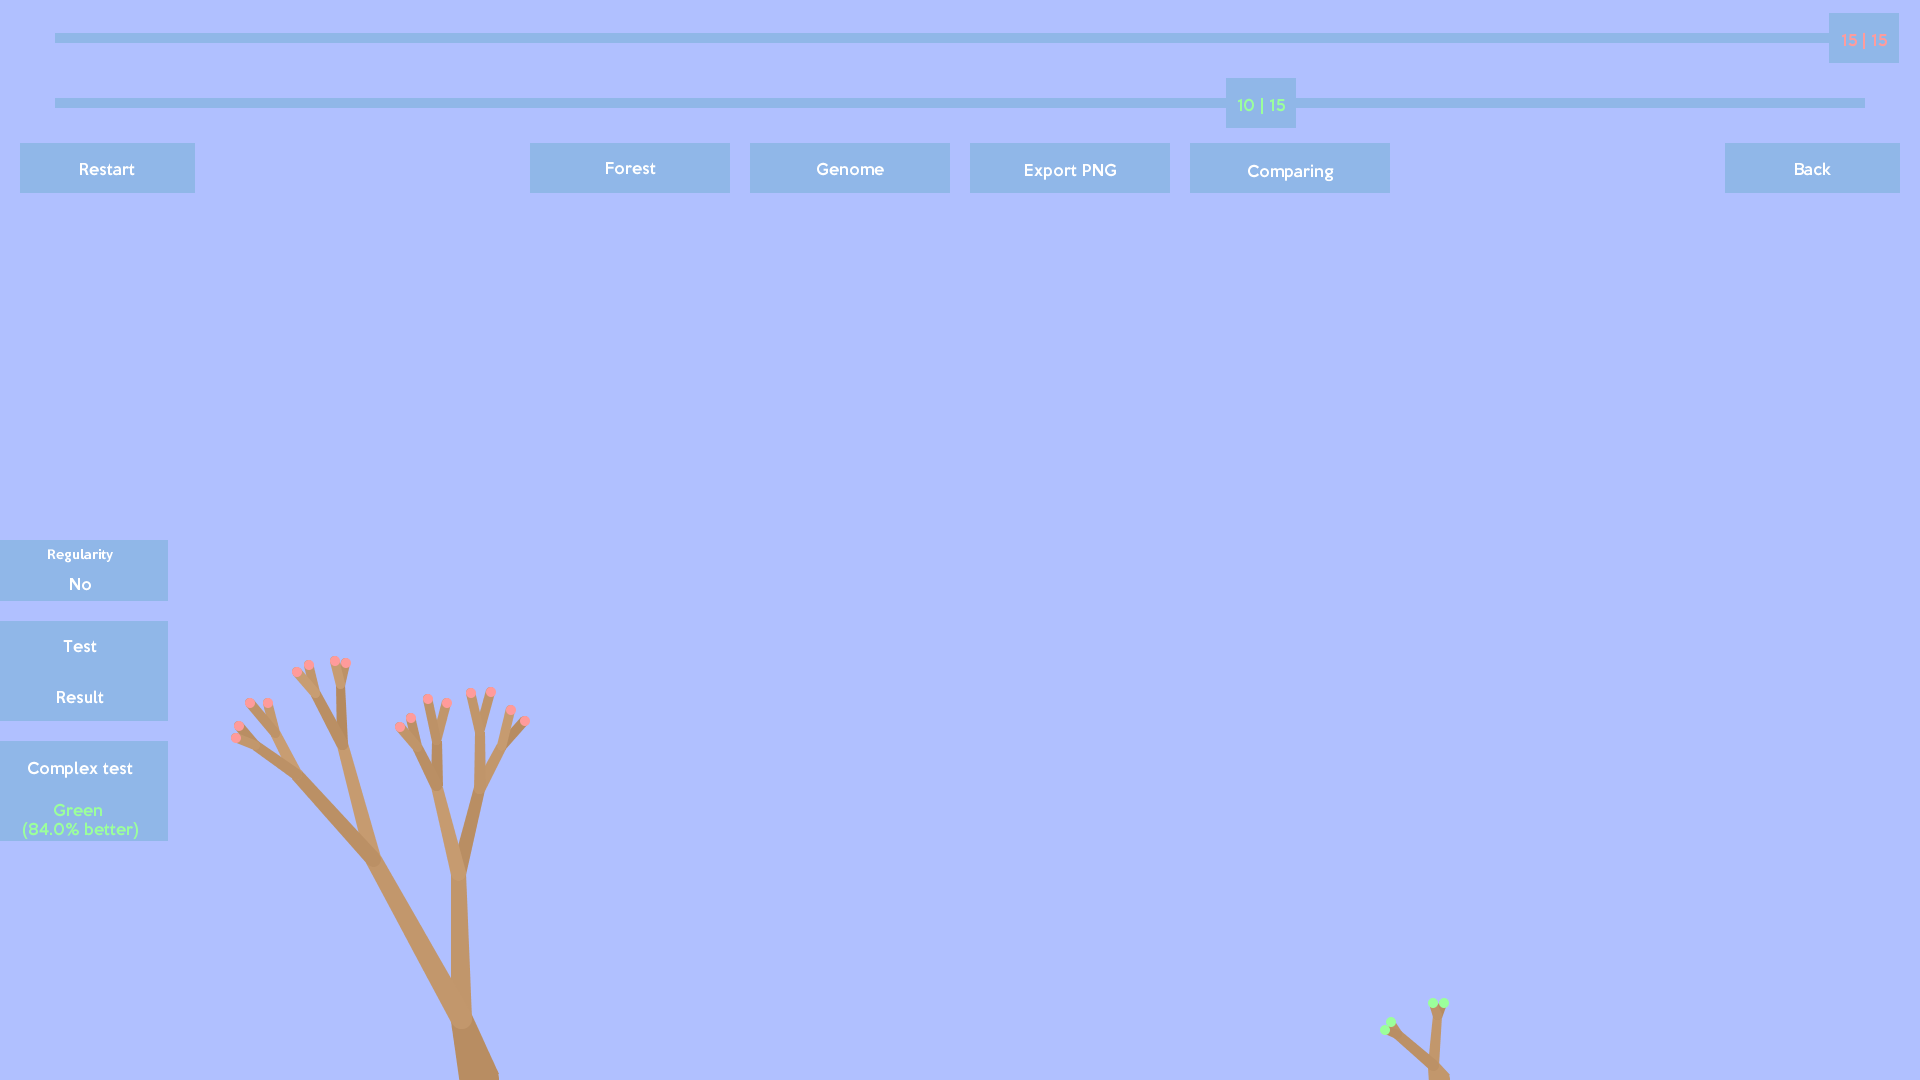 15 | 15
10 | 15
Restart
Forest
Genome
Export PNG
Comparing
Back
Regularity
No
Test
Result
Complex test
Green
(84.0% better)